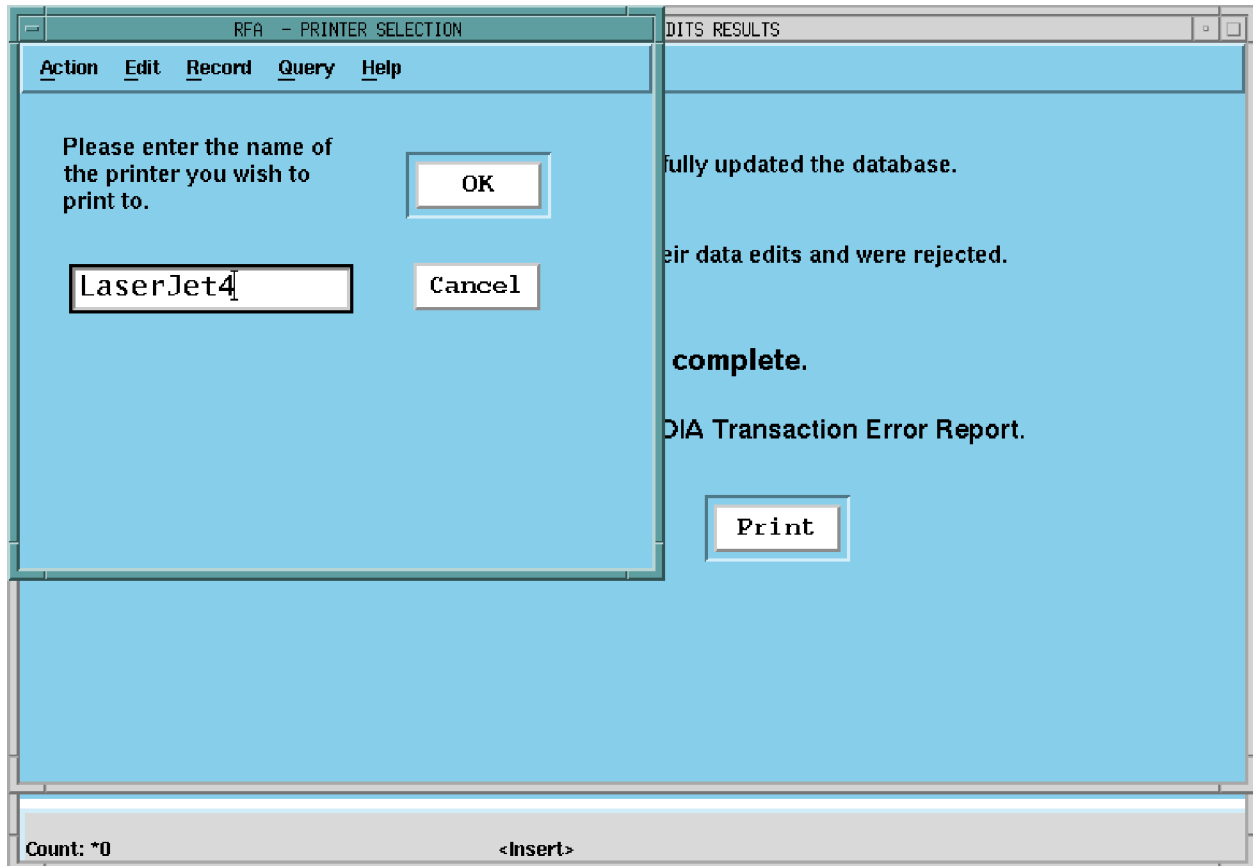 RFA - PRINTER SELECTION
DITS RESULTS
Action Edit Record Query Help
Please enter the name of
the printer you wish to
print to.
OK
LaserJet4
Cancel
fully updated the database.
eir data edits and were rejected.
complete.
DIA Transaction Error Report.
Print
Count: *0 <Insert>